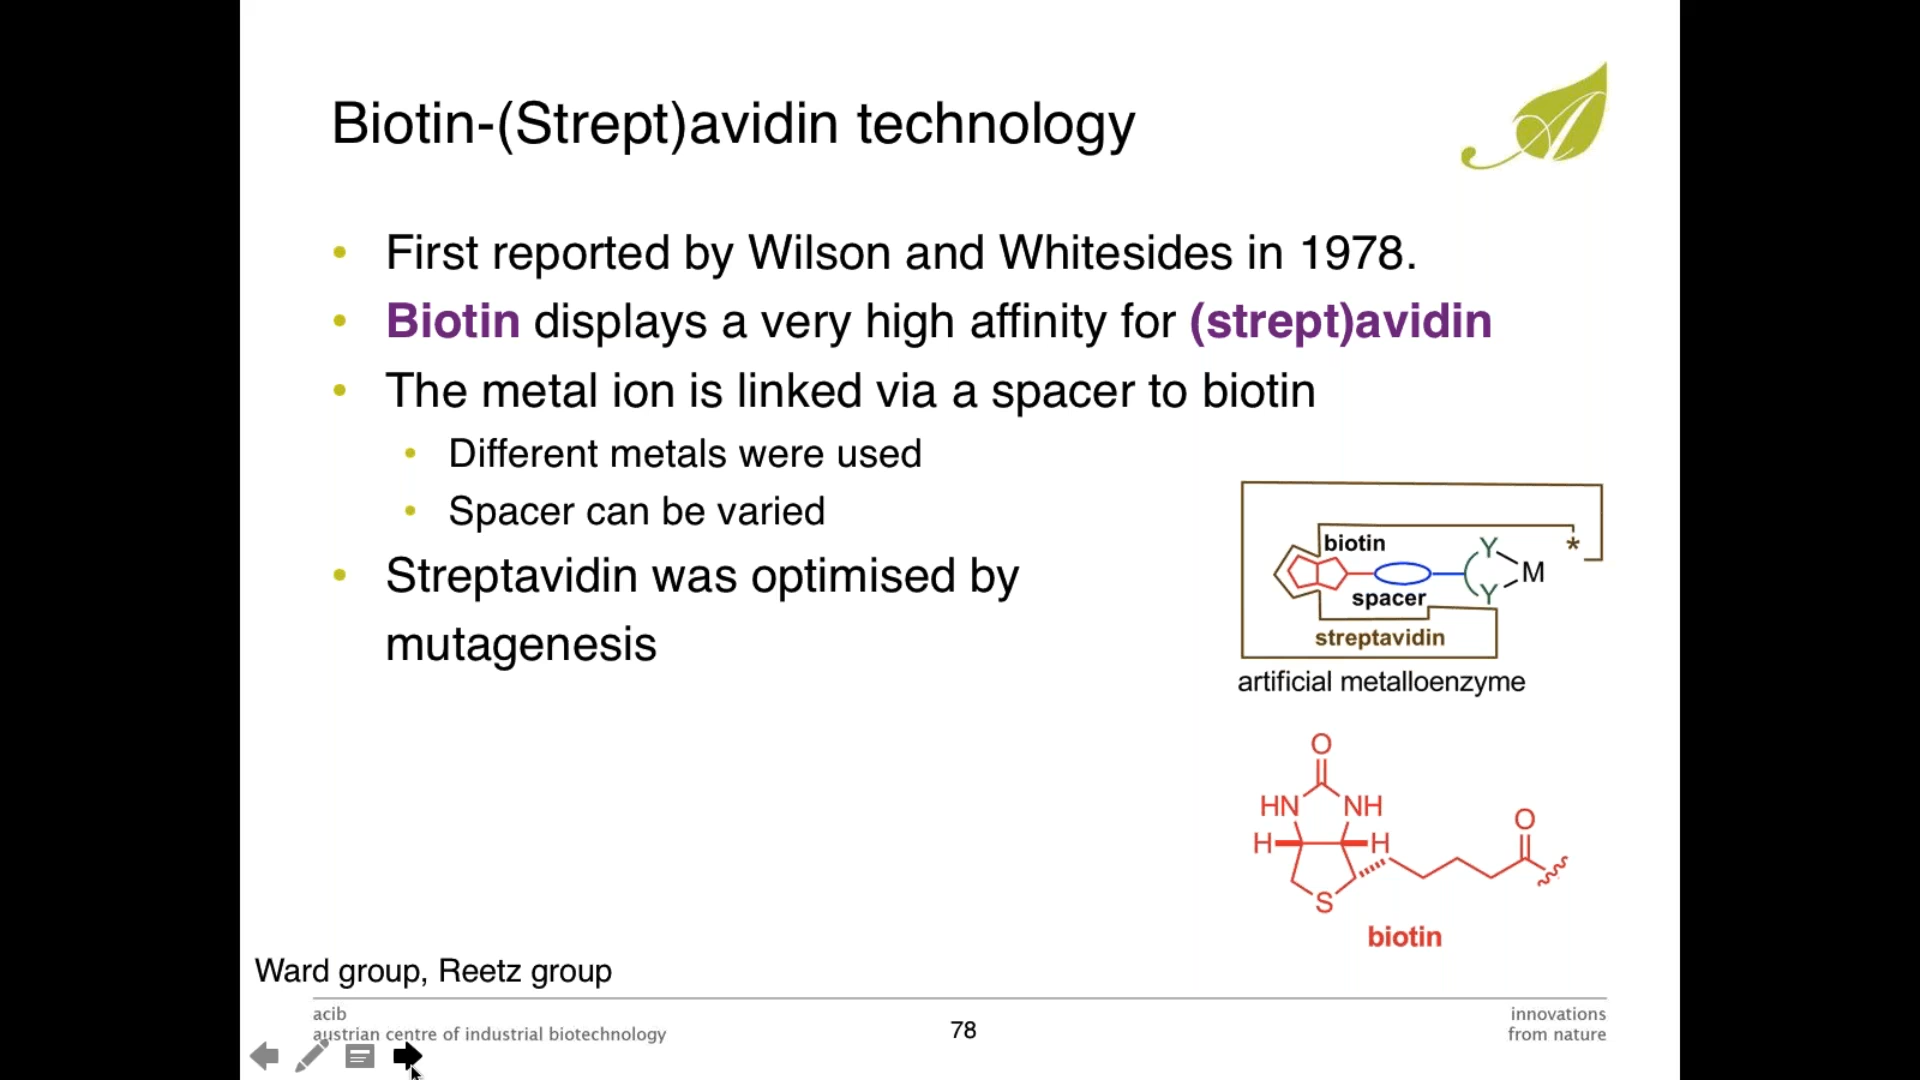 Biotin-(Strept)avidin technology
• First reported by Wilson and Whitesides in 1978.
• Biotin displays a very high affinity for (strept)avidin
• The metal ion is linked via a spacer to biotin
• Different metals were used
• Spacer can be varied
• Streptavidin was optimised by
mutagenesis
biotin
Y
*
M
Y
spacer
streptavidin
artificial metalloenzyme
O
HN
NH
O
H
H
S
biotin
Ward group, Reetz group
acib
austrian centre of industrial biotechnology
78
innovations
from nature